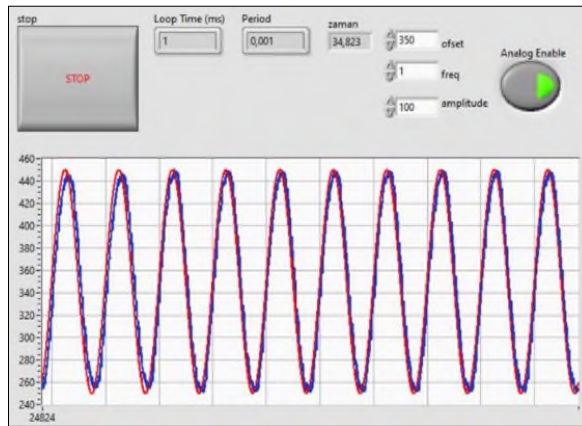 stop
STOP
Loop Time (ms)
1
Period
0,001
zaman
34,823
350
ofset
1
freq
100
amplitude
Analog Enable
460
440
420
400
380
360
340
320
300
280
260
240
24824